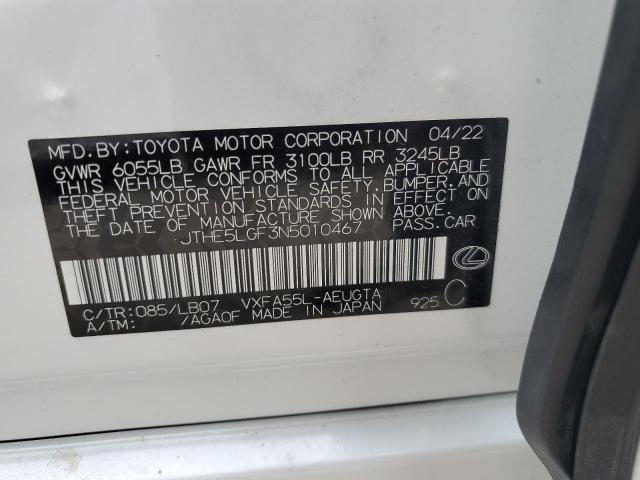 MFD.BY:TOYOTA MOTOR CORPORATION 04/22
GVWR 6055LB GAWR FR 3100LB RR 3245LB
THIS VEHICLE CONFORMS TO ALL APPLICABLE
FEDERAL MOTOR VEHICLE SAFETY,BUMPER,AND
THEFT PREVENTION STANDARDS IN EFFECT ON
THE DATE OF MANUFACTURE SHOWN ABOVE.
JTHE5LGF3N5010467 PASS.CAR
C/TR:085/LB07 VXFA55L-AEUGTA
A/TM: /AGAOF MADE IN JAPAN 925 C